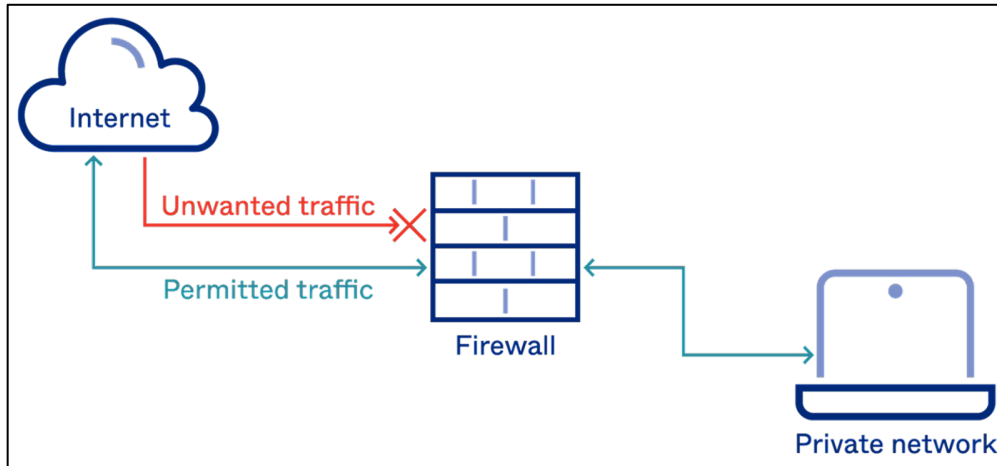 Internet
Unwanted traffic
Permitted traffic
Firewall
Private network